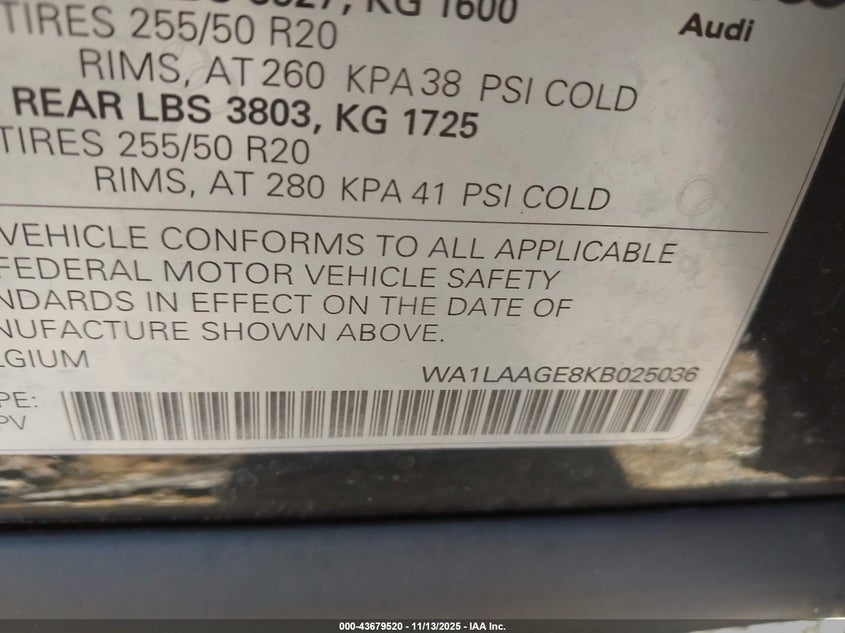 KG 1600
TIRES 255/50 R20
RIMS, AT 260 KPA 38 PSI COLD
REAR LBS 3803, KG 1725
TIRES 255/50 R20
RIMS, AT 280 KPA 41 PSI COLD
Audi
VEHICLE CONFORMS TO ALL APPLICABLE
FEDERAL MOTOR VEHICLE SAFETY
NDARDS IN EFFECT ON THE DATE OF
NUFACTURE SHOWN ABOVE.
LGIUM
WA1LAAGE8KB025036
PE:
PV
000-43679520 - 11/13/2025 - IAA Inc.